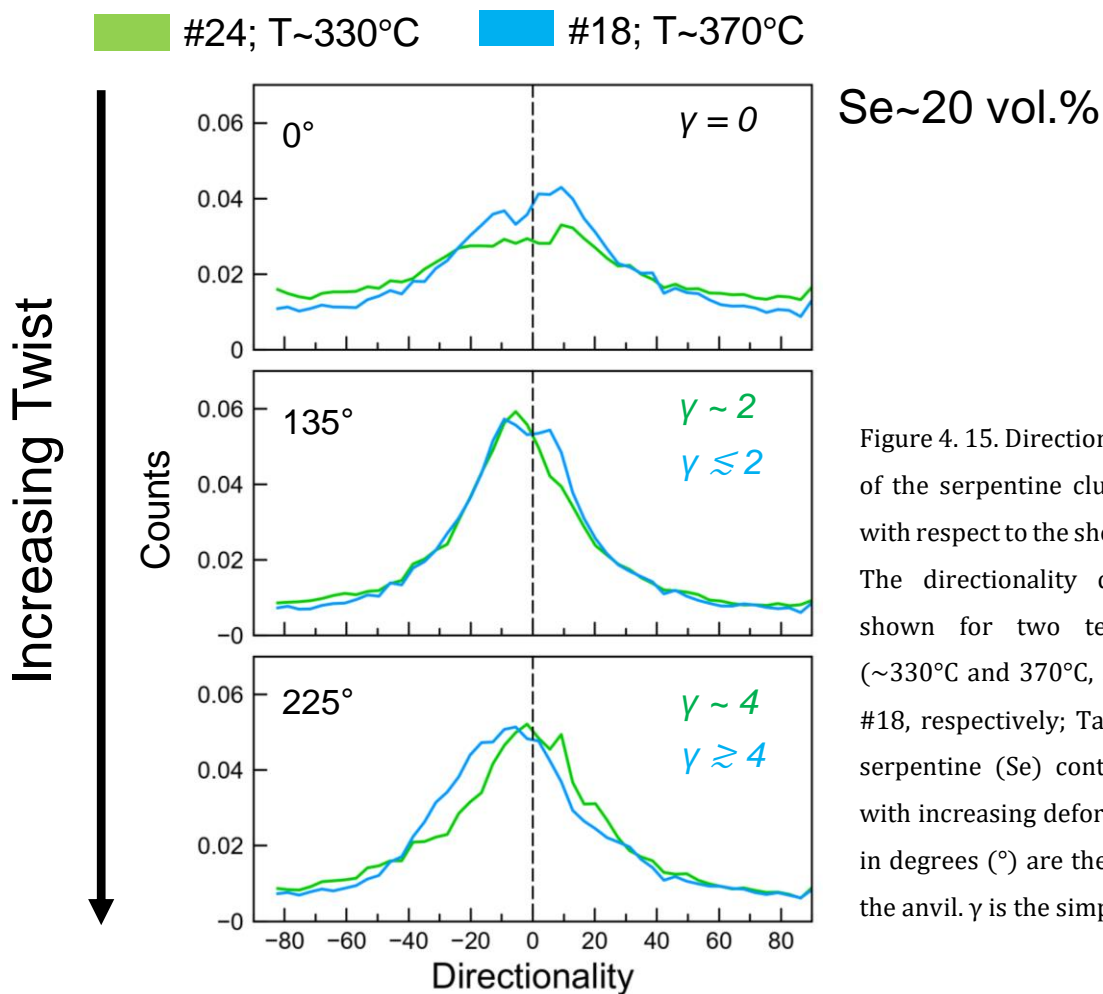 #24; T~330°C #18; T~370°C
Se~20 vol.%
Increasing Twist
Counts
0.06
0.04
0.02
0
0°
γ = 0
0.06
0.04
0.02
−0
135°
γ ~ 2
γ ≲ 2
0.06
0.04
0.02
−0
225°
γ ~ 4
γ ≳ 4
−80 −60 −40 −20 0 20 40 60 80
Directionality
Figure 4. 15. Direction
of the serpentine clu
with respect to the she
The directionality c
shown for two te
(~330°C and 370°C,
#18, respectively; Ta
serpentine (Se) cont
with increasing defor
in degrees (°) are the
the anvil. γ is the simp